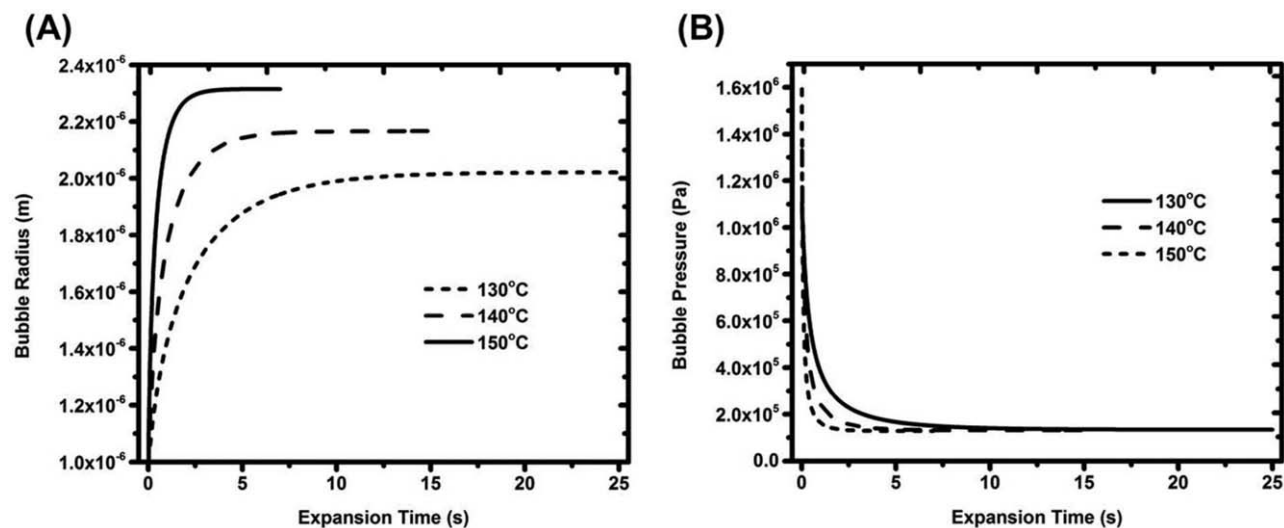 (A)
2.4x10⁻⁶
2.2x10⁻⁶
2.0x10⁻⁶
1.8x10⁻⁶
1.6x10⁻⁶
1.4x10⁻⁶
1.2x10⁻⁶
1.0x10⁻⁶
Bubble Radius (m)
130°C
140°C
150°C
0 5 10 15 20 25
Expansion Time (s)
(B)
1.6x10⁶
1.4x10⁶
1.2x10⁶
1.0x10⁶
8.0x10⁵
6.0x10⁵
4.0x10⁵
2.0x10⁵
0.0
Bubble Pressure (Pa)
130°C
140°C
150°C
0 5 10 15 20 25
Expansion Time (s)